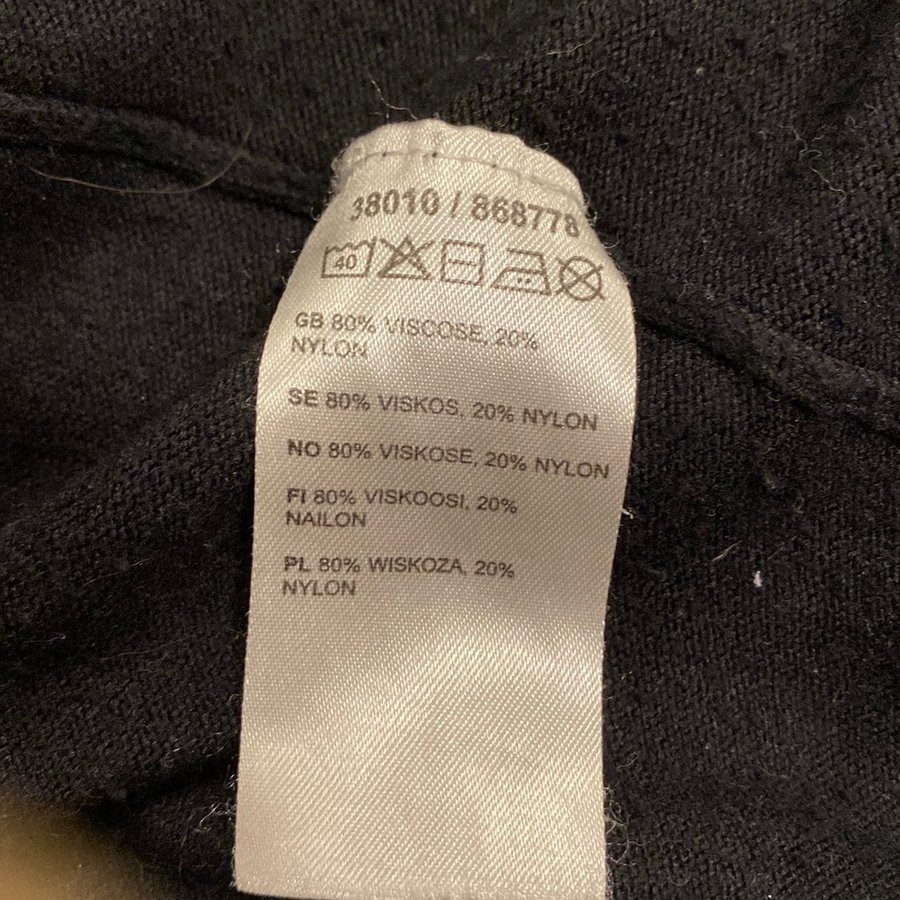 38010 / 868778
40
GB 80% VISCOSE, 20%
NYLON
SE 80% VISKOS, 20% NYLON
NO 80% VISKOSE, 20% NYLON
FI 80% VISKOOSI, 20%
NAILON
PL 80% WISKOZA, 20%
NYLON